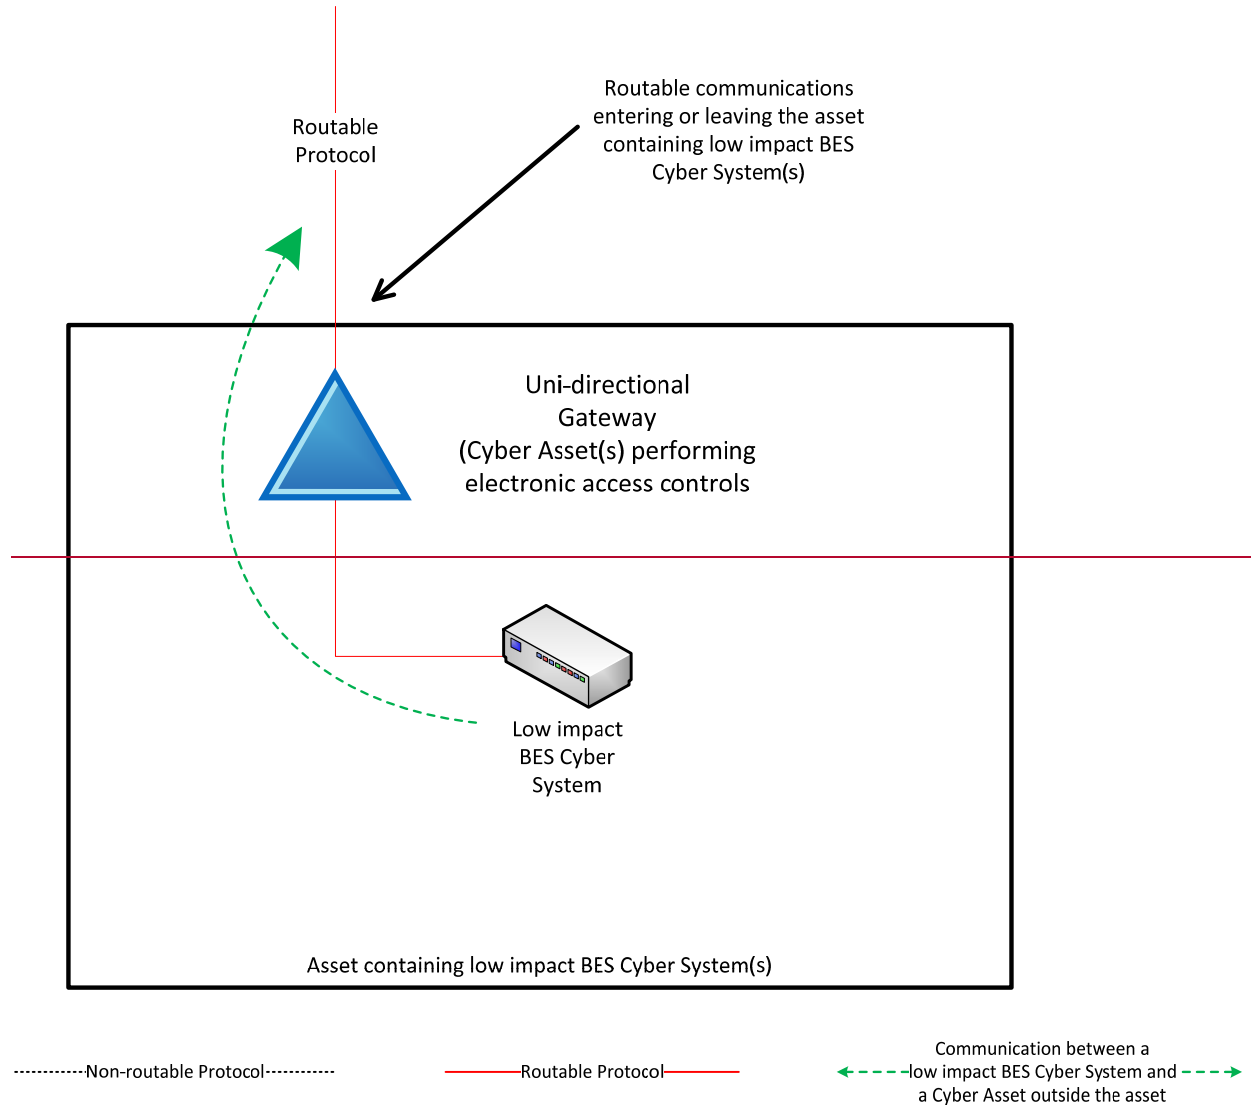 Routable communications
entering or leaving the asset
containing low impact BES
Cyber System(s)
Routable
Protocol
Uni-directional
Gateway
(Cyber Asset(s) performing
electronic access controls
Low impact
BES Cyber
System
Asset containing low impact BES Cyber System(s)
Non-routable Protocol
Routable Protocol
Communication between a
low impact BES Cyber System and
a Cyber Asset outside the asset